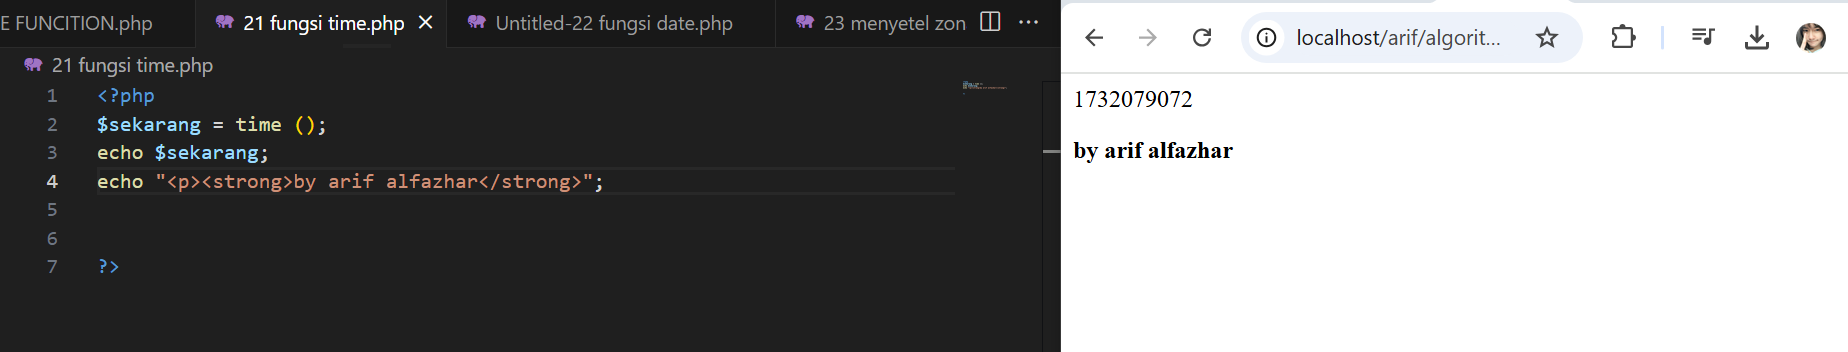 E FUNCITION.php
21 fungsi time.php
Untitled-22 fungsi date.php
23 menyetel zon
21 fungsi time.php
1 <?php
2 $sekarang = time ();
3 echo $sekarang;
4 echo "<p><strong>by arif alfazhar</strong>";
5
6
7 ?>
localhost/arif/algorit...
1732079072
by arif alfazhar